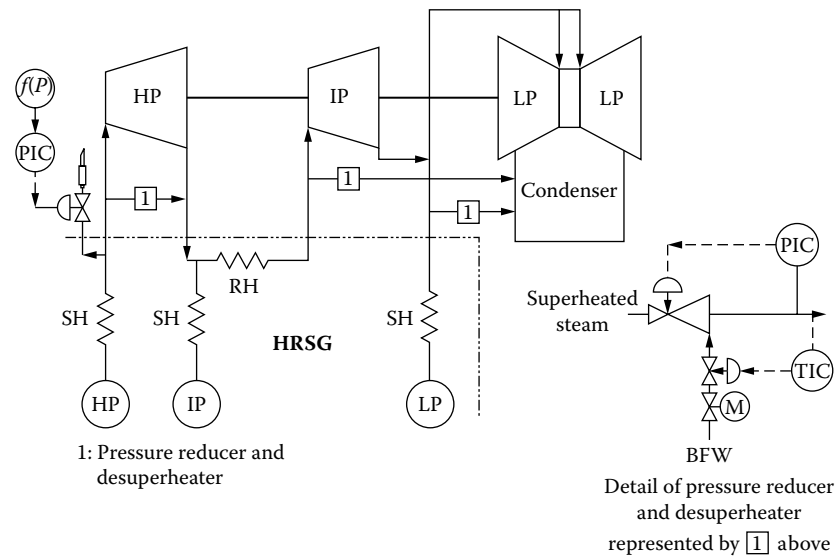 f(P)
PIC
HP
IP
LP
LP
1
1
1
Condenser
RH
SH
SH
SH
HRSG
HP
IP
LP
1: Pressure reducer and
desuperheater
PIC
Superheated
steam
TIC
M
BFW
Detail of pressure reducer
and desuperheater
represented by 1 above